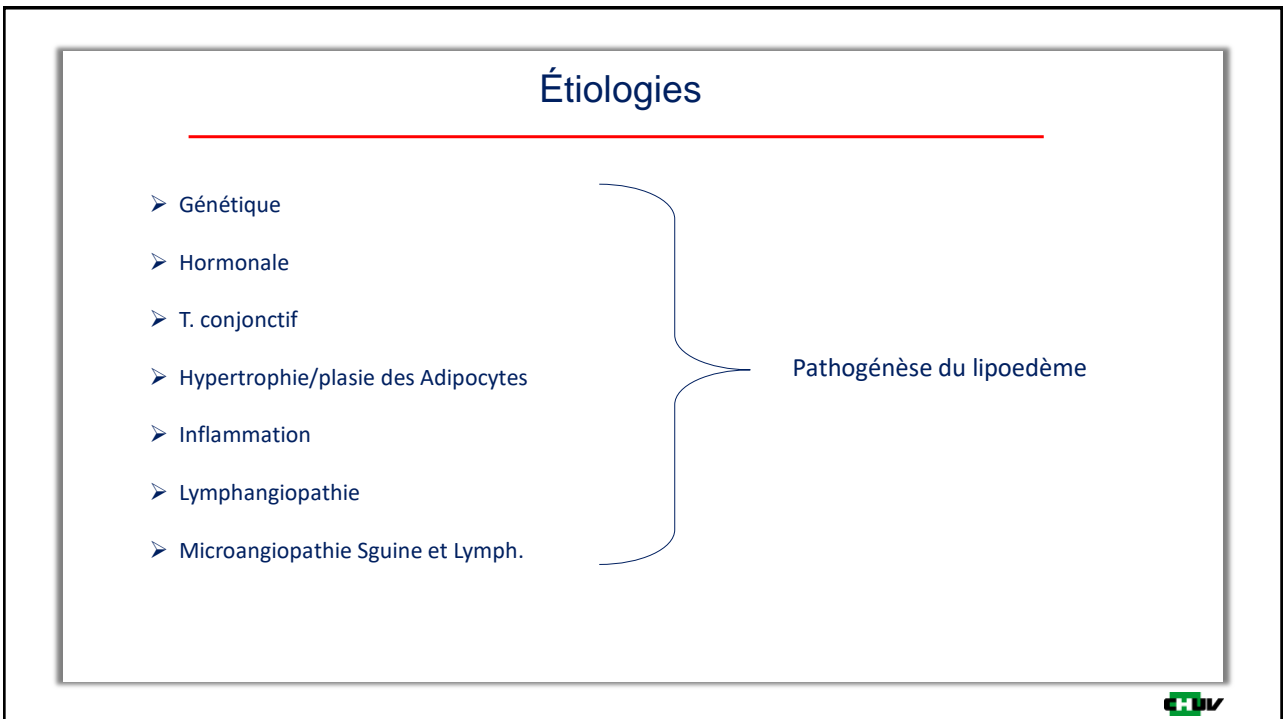 Étiologies
➢ Génétique
➢ Hormonale
➢ T. conjonctif
➢ Hypertrophie/plasie des Adipocytes
➢ Inflammation
➢ Lymphangiopathie
➢ Microangiopathie Sguine et Lymph.
Pathogénèse du lipoedème
CHUV